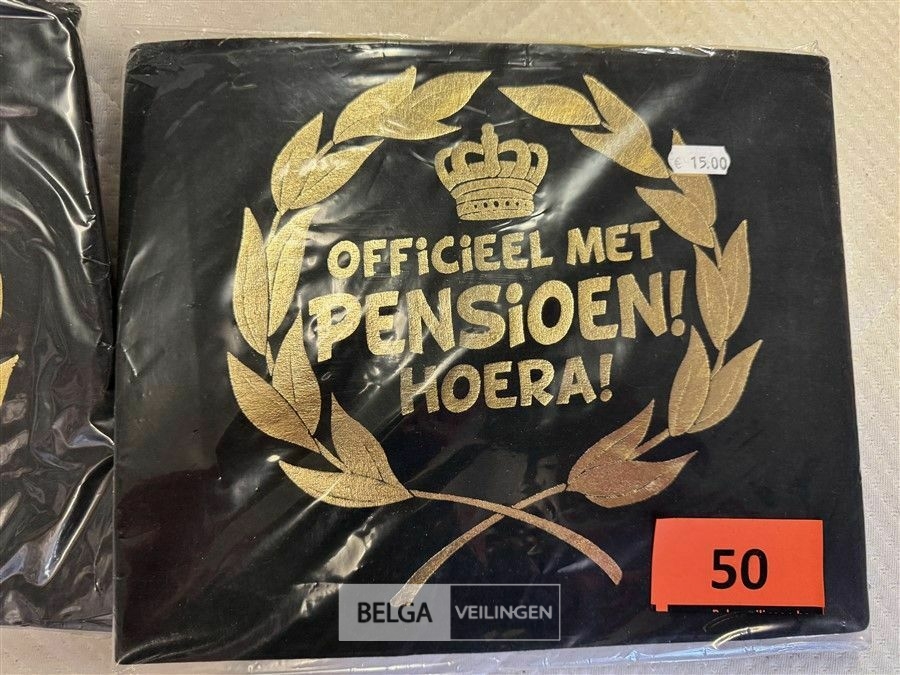 € 15.00
OFFiCiEEL MET
PENSiOEN!
HOERA!
50
BELGA VEILINGEN